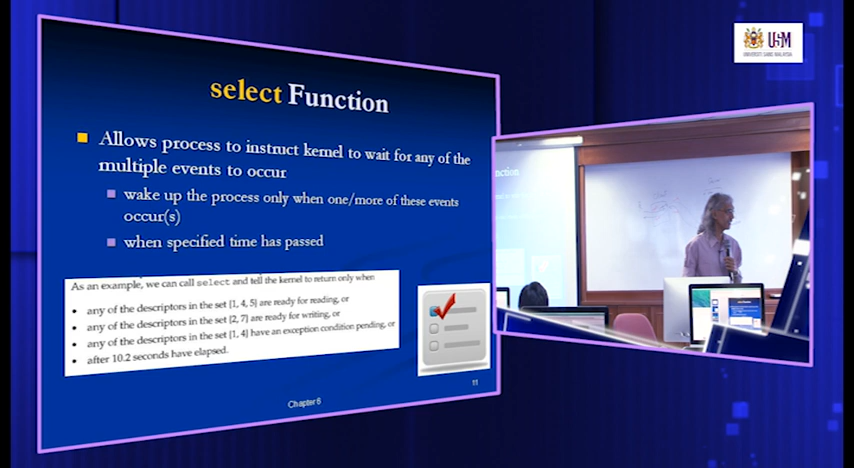 select Function
Allows process to instruct kernel to wait for any of the
multiple events to occur
wake up the process only when one/more of these events
occur(s)
when specified time has passed
As an example, we can call select and tell the kernel to return only when
any of the descriptors in the set {1, 4, 5} are ready for reading, or
any of the descriptors in the set {2, 7} are ready for writing, or
any of the descriptors in the set {1, 4} have an exception condition pending, or
after 10.2 seconds have elapsed.
11
Chapter 6
USM
UNIVERSITI SAINS MALAYSIA
nction